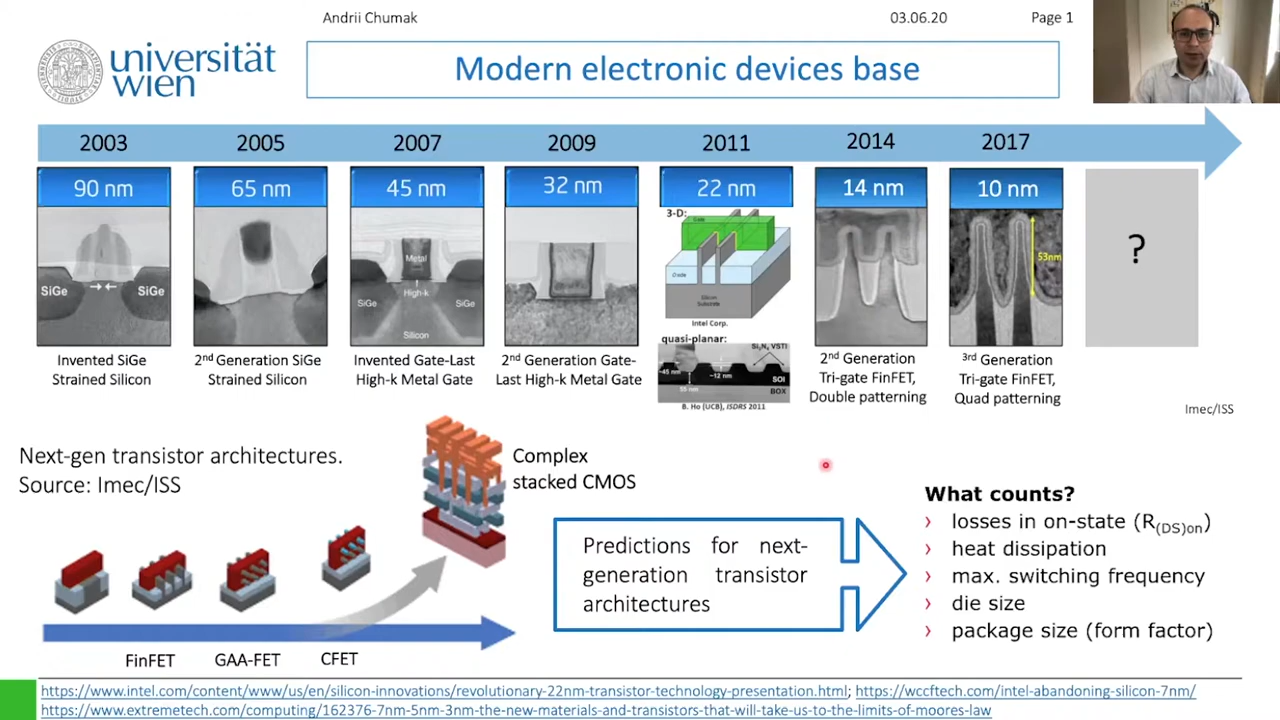 Andrii Chumak
03.06.20
Page 1
universität
wien
Modern electronic devices base
2003
2005
2007
2009
2011
2014
2017
90 nm
65 nm
45 nm
32 nm
22 nm
14 nm
10 nm
SiGe
SiGe
Metal
High-k
SiGe
SiGe
Silicon
3-D:
Gate
Oxide
Silicon
Substrate
Intel Corp.
quasi-planar:
Si3N4 VSTI
~45 nm
~12 nm
55 nm
SOI
BOX
B. Ho (UCB), ISDRS 2011
53nm
?
Invented SiGe
Strained Silicon
2nd Generation SiGe
Strained Silicon
Invented Gate-Last
High-k Metal Gate
2nd Generation Gate-
Last High-k Metal Gate
2nd Generation
Tri-gate FinFET,
Double patterning
3rd Generation
Tri-gate FinFET,
Quad patterning
Imec/ISS
Next-gen transistor architectures.
Source: Imec/ISS
Complex
stacked CMOS
FinFET
GAA-FET
CFET
Predictions for next-
generation transistor
architectures
What counts?
› losses in on-state (R(DS)on)
› heat dissipation
› max. switching frequency
› die size
› package size (form factor)
https://www.intel.com/content/www/us/en/silicon-innovations/revolutionary-22nm-transistor-technology-presentation.html; https://wccftech.com/intel-abandoning-silicon-7nm/
https://www.extremetech.com/computing/162376-7nm-5nm-3nm-the-new-materials-and-transistors-that-will-take-us-to-the-limits-of-moores-law